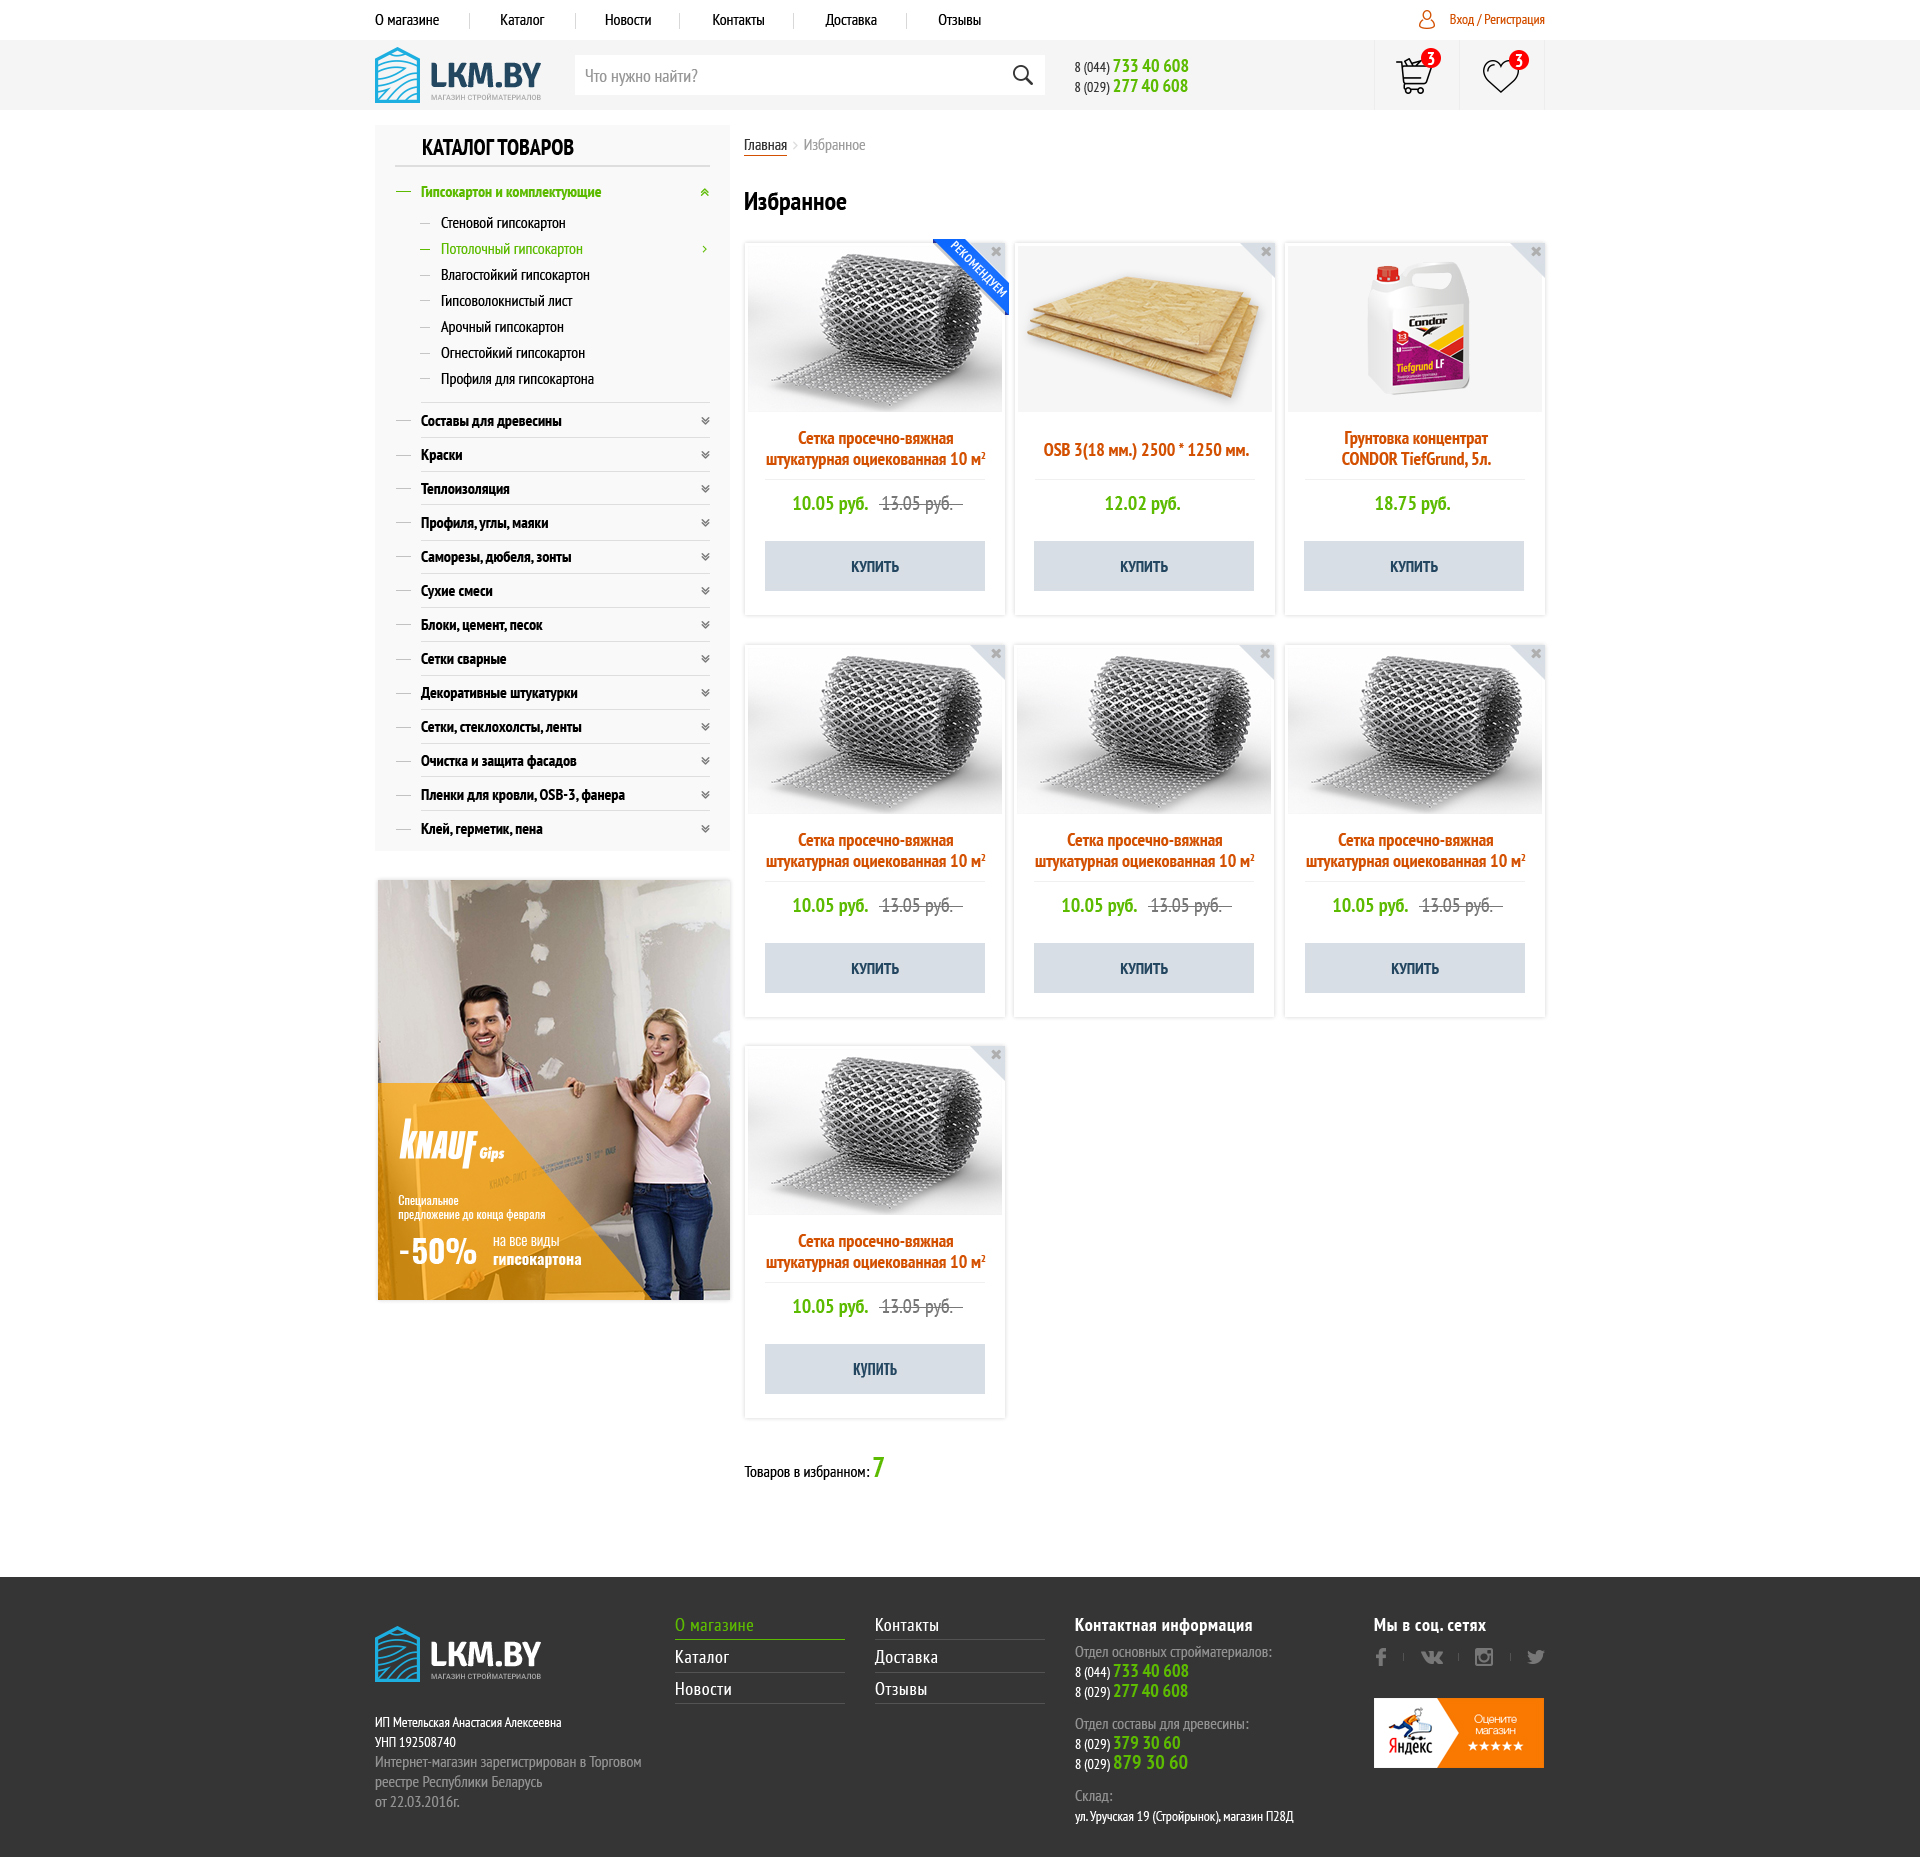 О магазине
Каталог
Новости
Контакты
Доставка
Отзывы
Вход / Регистрация
LKM.BY
МАГАЗИН СТРОЙМАТЕРИАЛОВ
Что нужно найти?
8 (044) 733 40 608
8 (029) 277 40 608
3
3
КАТАЛОГ ТОВАРОВ
Гипсокартон и комплектующие
Стеновой гипсокартон
Потолочный гипсокартон
Влагостойкий гипсокартон
Гипсоволокнистый лист
Арочный гипсокартон
Огнестойкий гипсокартон
Профиля для гипсокартона
Составы для древесины
Краски
Теплоизоляция
Профиля, углы, маяки
Саморезы, дюбеля, зонты
Сухие смеси
Блоки, цемент, песок
Сетки сварные
Декоративные штукатурки
Сетки, стеклохолсты, ленты
Очистка и защита фасадов
Пленки для кровли, OSB-3, фанера
Клей, герметик, пена
KNAUF Gips
Специальное
предложение до конца февраля
-50%
на все виды
гипсокартона
Главная › Избранное
Избранное
РЕКОМЕНДУЕМ
Сетка просечно-вяжная
штукатурная оциекованная 10 м²
10.05 руб. 13.05 руб.
КУПИТЬ
OSB 3(18 мм.) 2500 * 1250 мм.
12.02 руб.
КУПИТЬ
Condor
Tiefgrund LF
Грунтовка концентрат
CONDOR TiefGrund, 5л.
18.75 руб.
КУПИТЬ
Сетка просечно-вяжная
штукатурная оциекованная 10 м²
10.05 руб. 13.05 руб.
КУПИТЬ
Сетка просечно-вяжная
штукатурная оциекованная 10 м²
10.05 руб. 13.05 руб.
КУПИТЬ
Сетка просечно-вяжная
штукатурная оциекованная 10 м²
10.05 руб. 13.05 руб.
КУПИТЬ
Сетка просечно-вяжная
штукатурная оциекованная 10 м²
10.05 руб. 13.05 руб.
КУПИТЬ
Товаров в избранном: 7
LKM.BY
МАГАЗИН СТРОЙМАТЕРИАЛОВ
ИП Метельская Анастасия Алексеевна
УНП 192508740
Интернет-магазин зарегистрирован в Торговом
реестре Республики Беларусь
от 22.03.2016г.
О магазине
Каталог
Новости
Контакты
Доставка
Отзывы
Контактная информация
Отдел основных стройматериалов:
8 (044) 733 40 608
8 (029) 277 40 608
Отдел составы для древесины:
8 (029) 379 30 60
8 (029) 879 30 60
Склад:
ул. Уручская 19 (Стройрынок), магазин П28Д
Мы в соц. сетях
Яндекс
Оцените
магазин